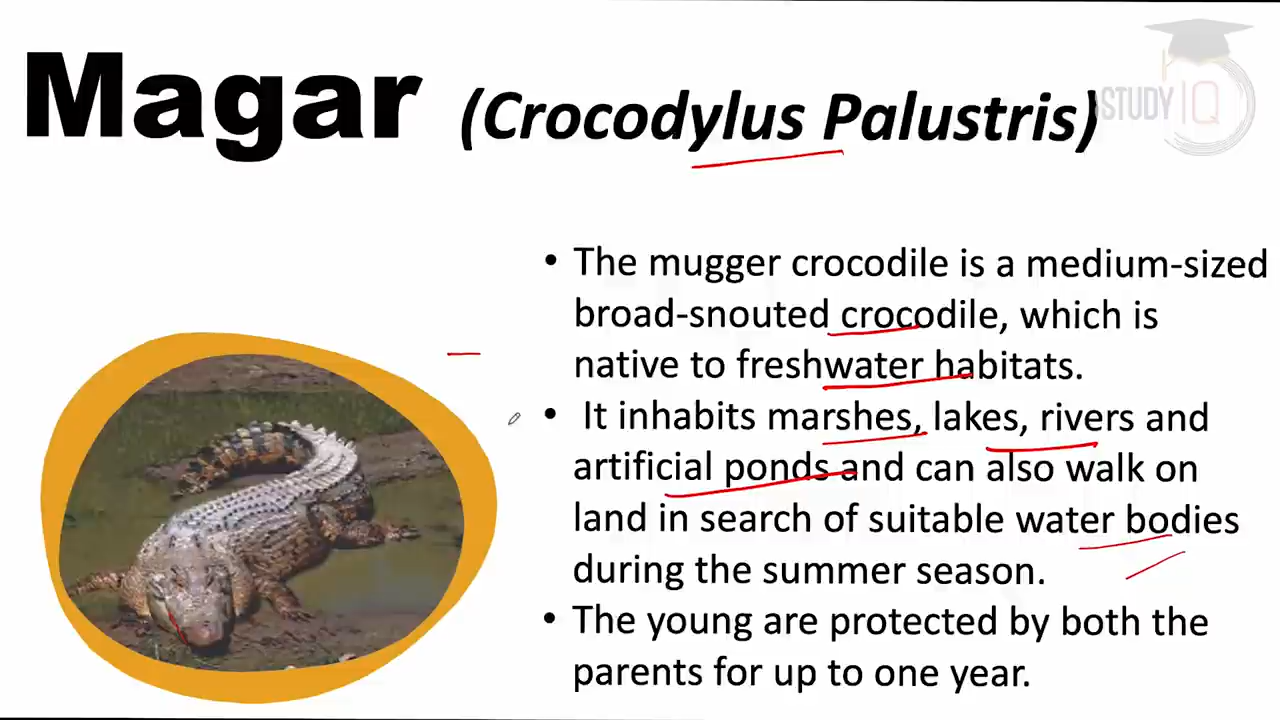 Magar (Crocodylus Palustris)
STUDY IQ
• The mugger crocodile is a medium-sized
broad-snouted crocodile, which is
native to freshwater habitats.
• It inhabits marshes, lakes, rivers and
artificial ponds and can also walk on
land in search of suitable water bodies
during the summer season.
• The young are protected by both the
parents for up to one year.